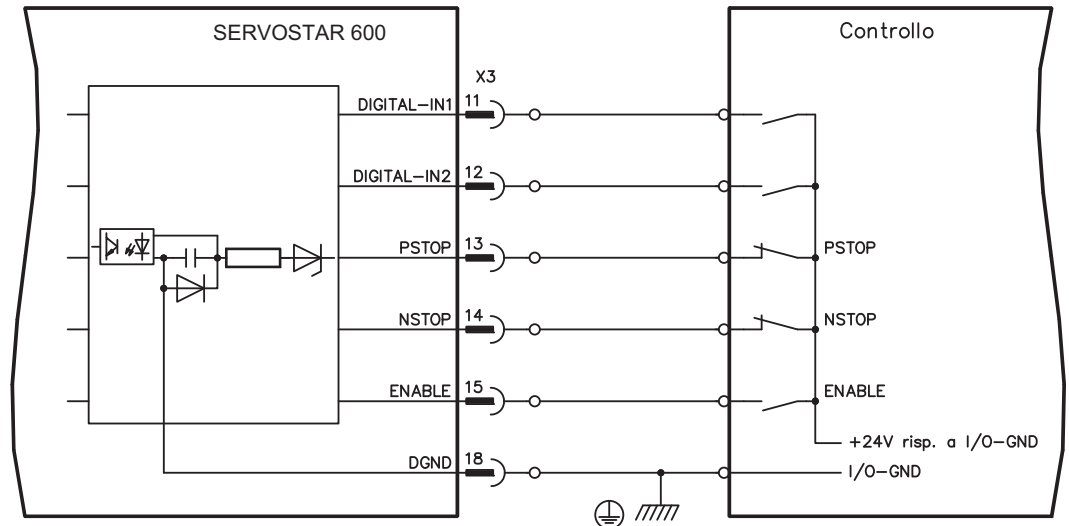 SERVOSTAR 600
Controllo
X3
DIGITAL-IN1 11
DIGITAL-IN2 12
PSTOP 13 PSTOP
NSTOP 14 NSTOP
ENABLE 15 ENABLE
+24V risp. a I/O-GND
DGND 18 I/O-GND